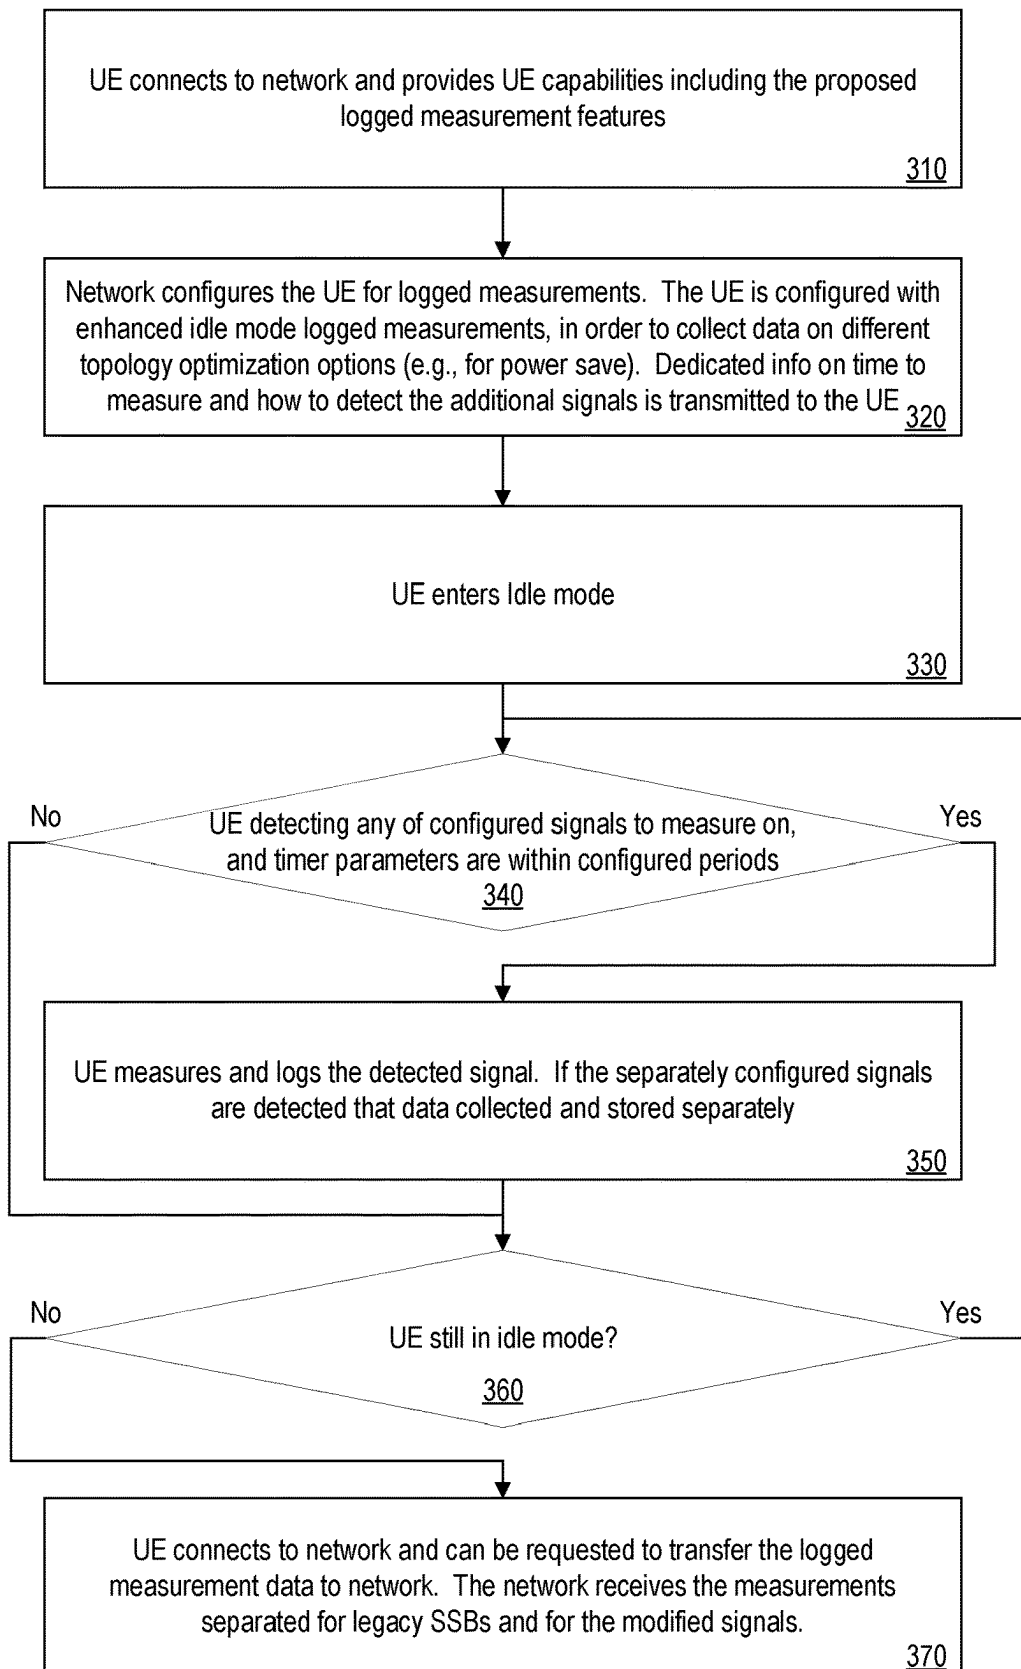 UE connects to network and provides UE capabilities including the proposed
logged measurement features
310
Network configures the UE for logged measurements. The UE is configured with
enhanced idle mode logged measurements, in order to collect data on different
topology optimization options (e.g., for power save). Dedicated info on time to
measure and how to detect the additional signals is transmitted to the UE
320
UE enters Idle mode
330
No
Yes
UE detecting any of configured signals to measure on,
and timer parameters are within configured periods
340
UE measures and logs the detected signal. If the separately configured signals
are detected that data collected and stored separately
350
No
Yes
UE still in idle mode?
360
UE connects to network and can be requested to transfer the logged
measurement data to network. The network receives the measurements
separated for legacy SSBs and for the modified signals.
370